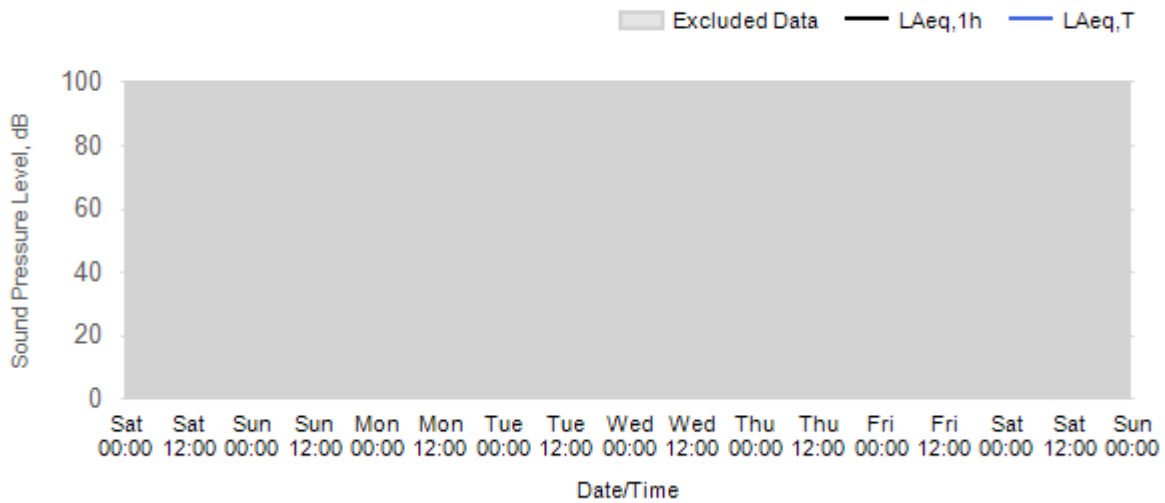 Excluded Data LAeq,1h LAeq,T
Sound Pressure Level, dB
100
80
60
40
20
0
Sat Sat Sun Sun Mon Mon Tue Tue Wed Wed Thu Thu Fri Fri Sat Sat Sun
00:00 12:00 00:00 12:00 00:00 12:00 00:00 12:00 00:00 12:00 00:00 12:00 00:00 12:00 00:00 12:00 00:00
Date/Time